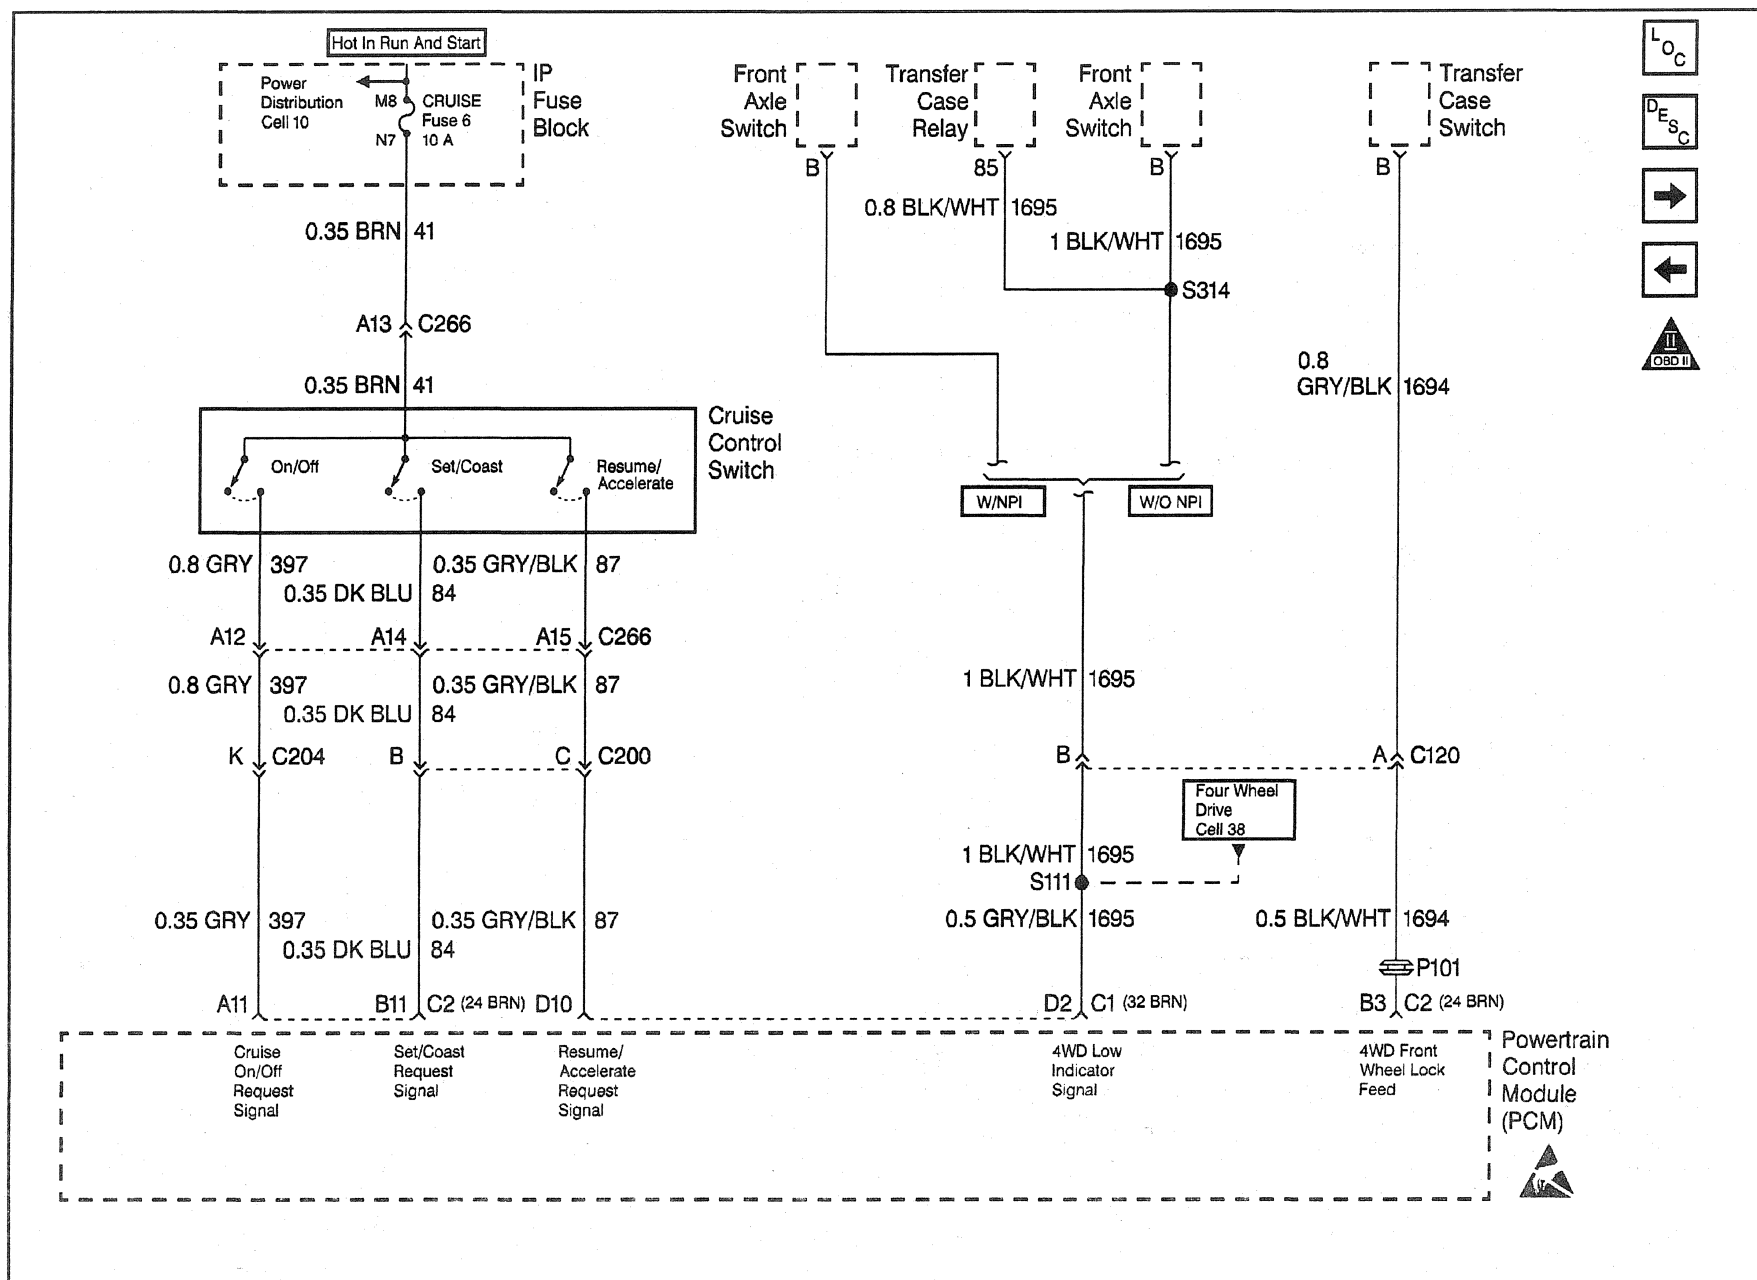 Hot In Run And Start
Power
Distribution
Cell 10
M8
CRUISE
Fuse 6
10 A
N7
IP
Fuse
Block
Front
Axle
Switch
B
Transfer
Case
Relay
85
Front
Axle
Switch
B
Transfer
Case
Switch
B
LOC
DESC
II
OBD II
0.8 BLK/WHT 1695
0.35 BRN 41
1 BLK/WHT 1695
S314
A13 C266
0.8
GRY/BLK 1694
0.35 BRN 41
Cruise
Control
Switch
On/Off
Set/Coast
Resume/
Accelerate
W/NPI
W/O NPI
0.8 GRY 397
0.35 GRY/BLK 87
0.35 DK BLU 84
A12 A14 A15 C266
0.8 GRY 397
0.35 GRY/BLK 87
0.35 DK BLU 84
1 BLK/WHT 1695
K C204 B C C200
B A C120
Four Wheel
Drive
Cell 38
1 BLK/WHT 1695
S111
0.35 GRY 397
0.35 GRY/BLK 87
0.5 GRY/BLK 1695
0.5 BLK/WHT 1694
0.35 DK BLU 84
P101
A11 B11 C2 (24 BRN) D10 D2 C1 (32 BRN) B3 C2 (24 BRN)
Cruise
On/Off
Request
Signal
Set/Coast
Request
Signal
Resume/
Accelerate
Request
Signal
4WD Low
Indicator
Signal
4WD Front
Wheel Lock
Feed
Powertrain
Control
Module
(PCM)